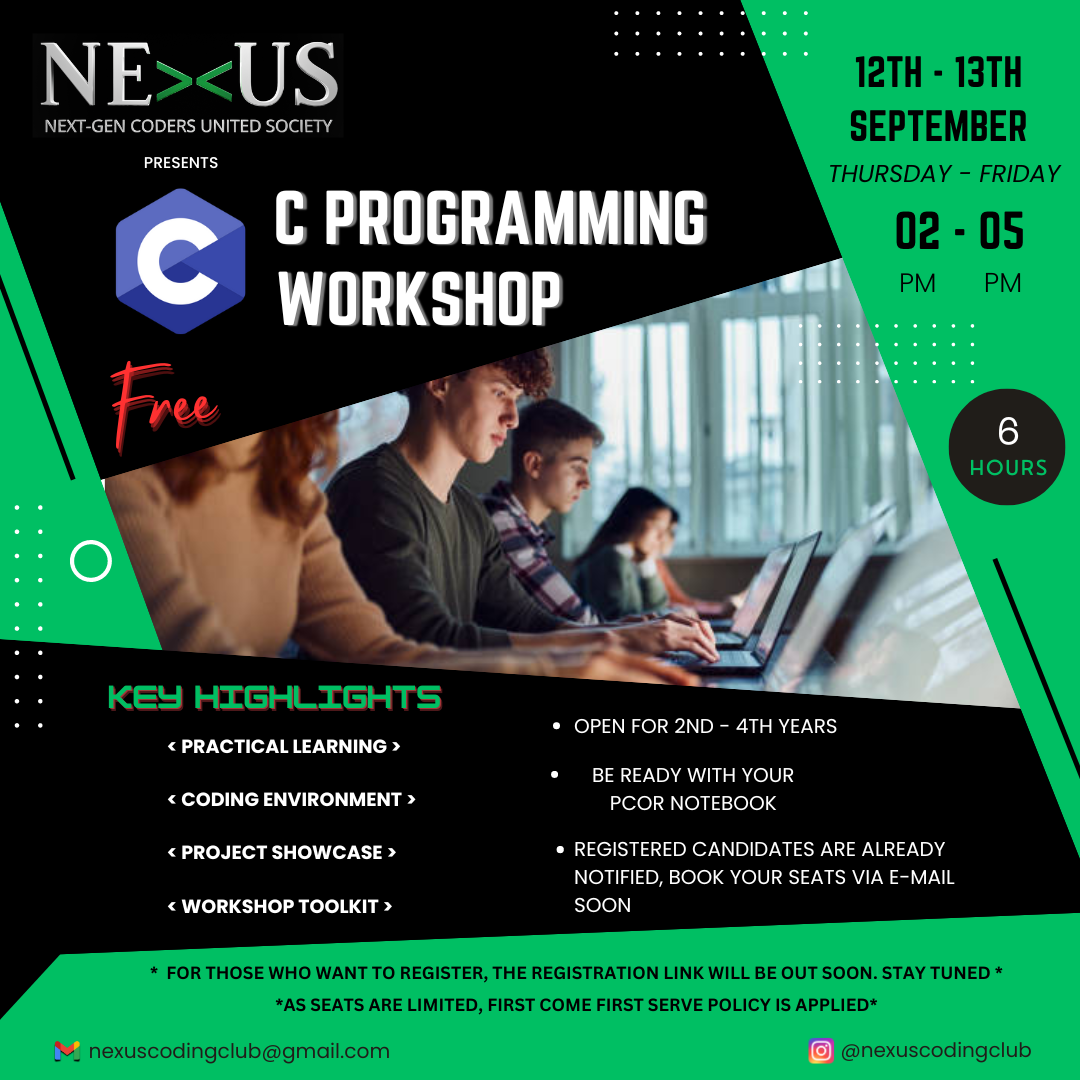 NEXUS
NEXT-GEN CODERS UNITED SOCIETY
PRESENTS
C
C PROGRAMMING
WORKSHOP
Free
12TH - 13TH
SEPTEMBER
THURSDAY - FRIDAY
02 - 05
PM PM
6
HOURS
KEY HIGHLIGHTS
< PRACTICAL LEARNING >
< CODING ENVIRONMENT >
< PROJECT SHOWCASE >
< WORKSHOP TOOLKIT >
• OPEN FOR 2ND - 4TH YEARS
• BE READY WITH YOUR
PCOR NOTEBOOK
• REGISTERED CANDIDATES ARE ALREADY
NOTIFIED, BOOK YOUR SEATS VIA E-MAIL
SOON
* FOR THOSE WHO WANT TO REGISTER, THE REGISTRATION LINK WILL BE OUT SOON. STAY TUNED *
*AS SEATS ARE LIMITED, FIRST COME FIRST SERVE POLICY IS APPLIED*
nexuscodingclub@gmail.com
@nexuscodingclub